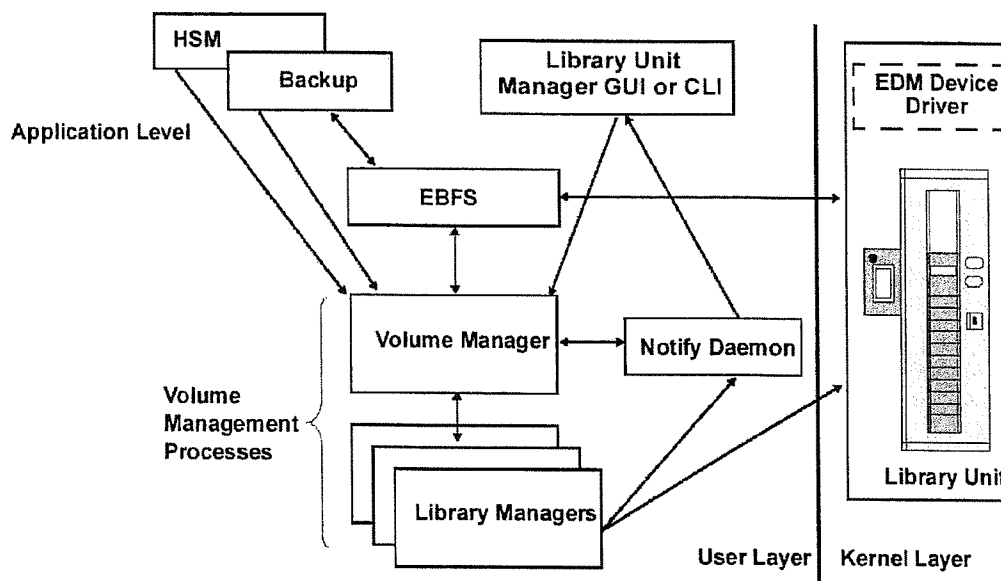 HSM
Backup
Library Unit
Manager GUI or CLI
EDM Device
Driver
Application Level
EBFS
Volume Manager
Notify Daemon
Volume
Management
Processes
Library Managers
Library Unit
User Layer
Kernel Layer